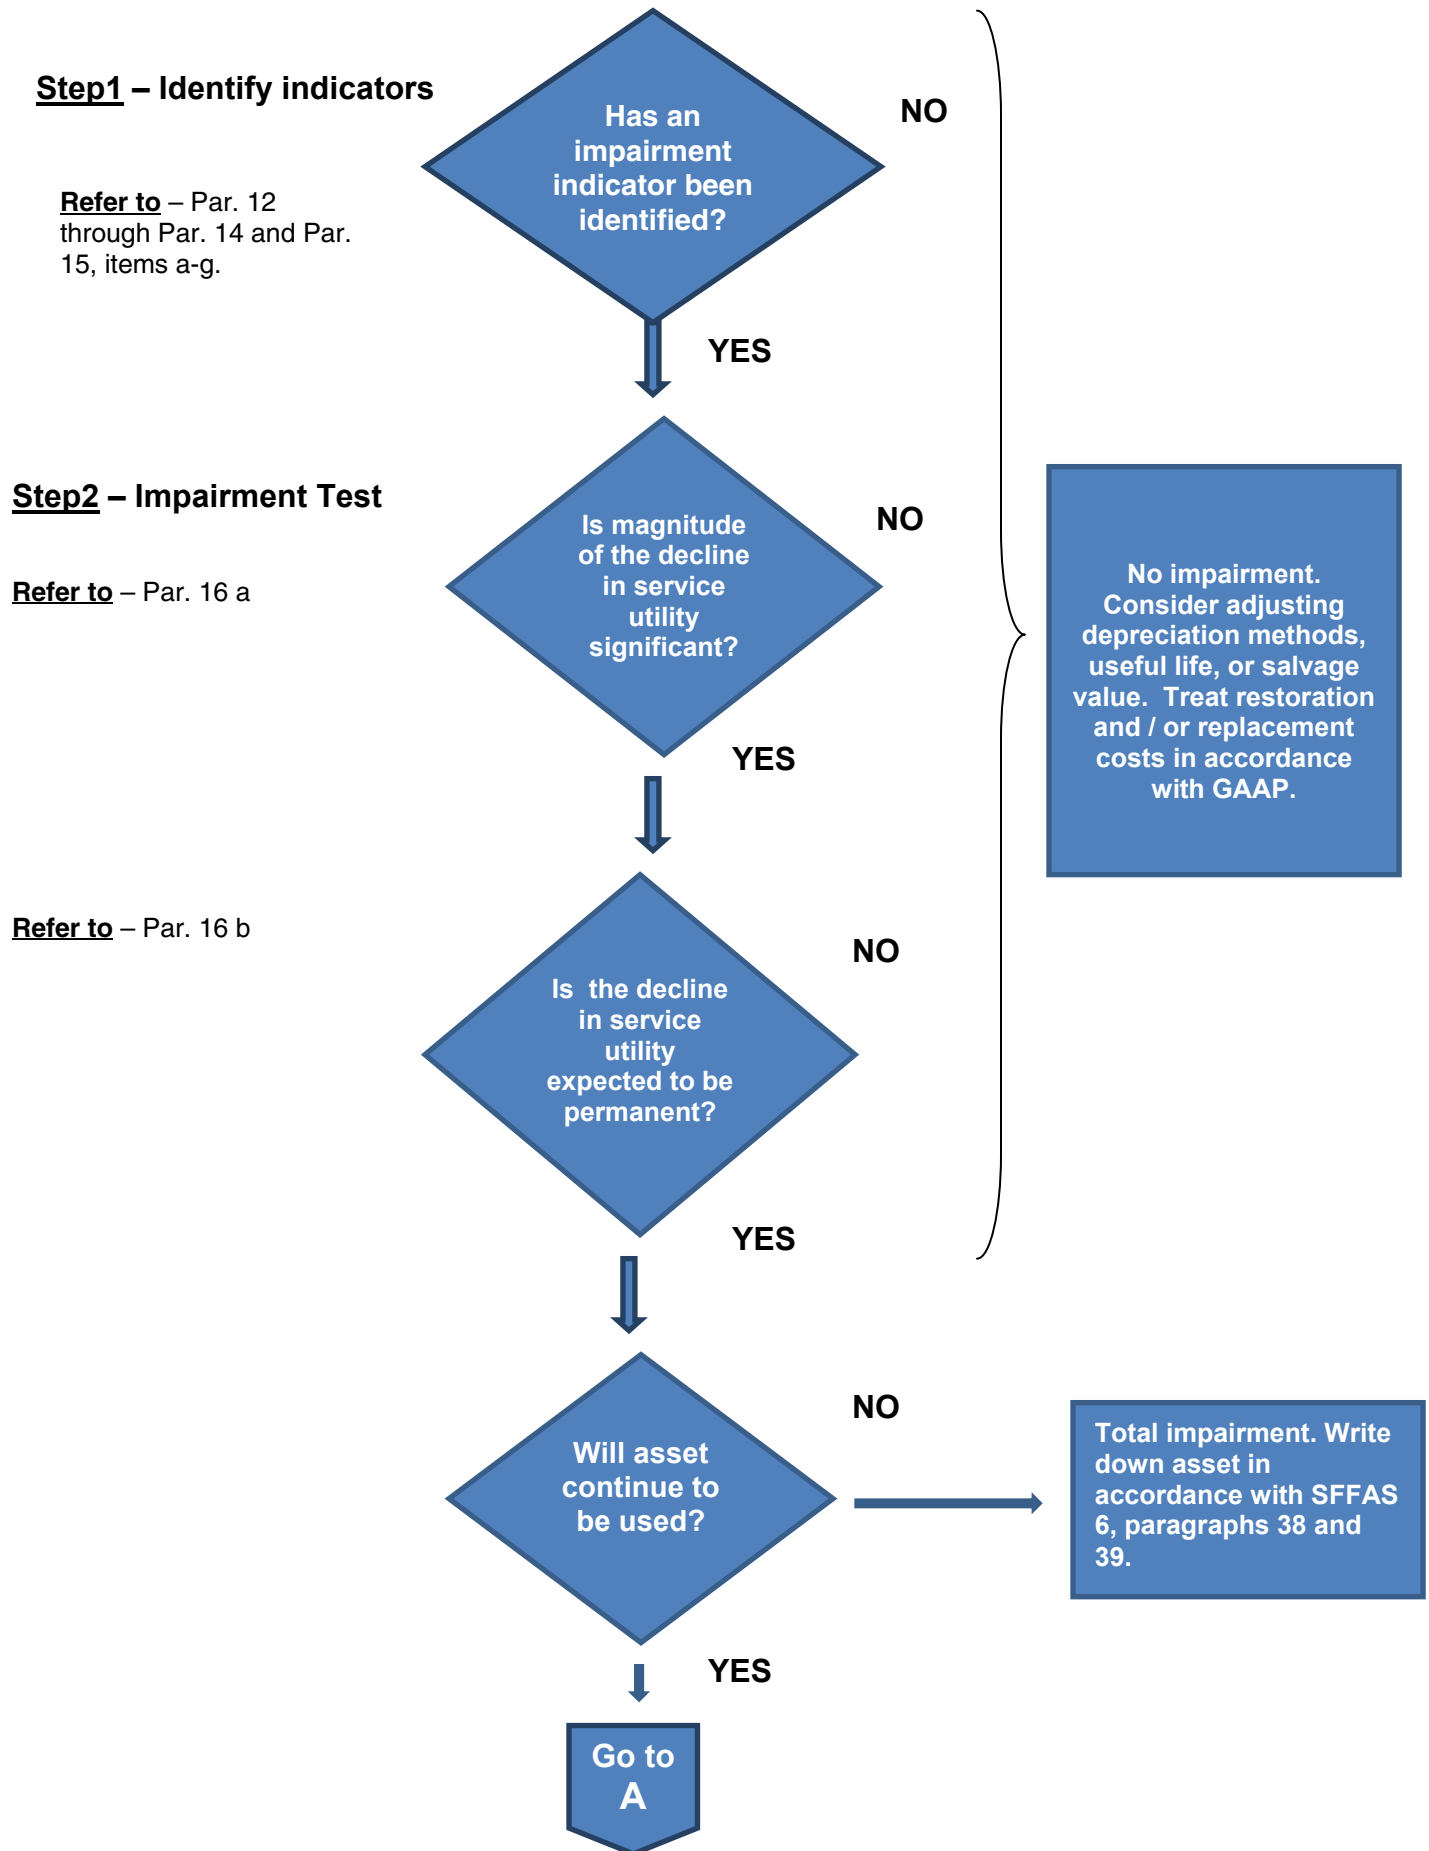 Step1 – Identify indicators
Refer to – Par. 12
through Par. 14 and Par.
15, items a-g.
Has an
impairment
indicator been
identified?
NO
YES
Step2 – Impairment Test
Refer to – Par. 16 a
Is magnitude
of the decline
in service
utility
significant?
NO
YES
No impairment.
Consider adjusting
depreciation methods,
useful life, or salvage
value. Treat restoration
and / or replacement
costs in accordance
with GAAP.
Refer to – Par. 16 b
Is the decline
in service
utility
expected to be
permanent?
NO
YES
Will asset
continue to
be used?
NO
Total impairment. Write
down asset in
accordance with SFFAS
6, paragraphs 38 and
39.
YES
Go to
A